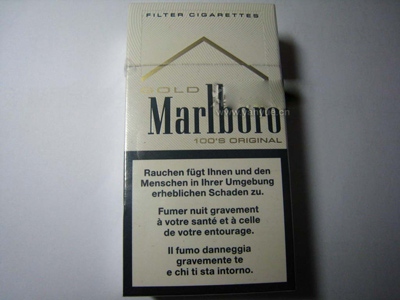 FILTER CIGARETTES
GOLD
Marlboro
100'S ORIGINAL
Rauchen fügt Ihnen und den
Menschen in Ihrer Umgebung
erheblichen Schaden zu.
Fumer nuit gravement
à votre santé et à celle
de votre entourage.
Il fumo danneggia
gravemente te
e chi ti sta intorno.